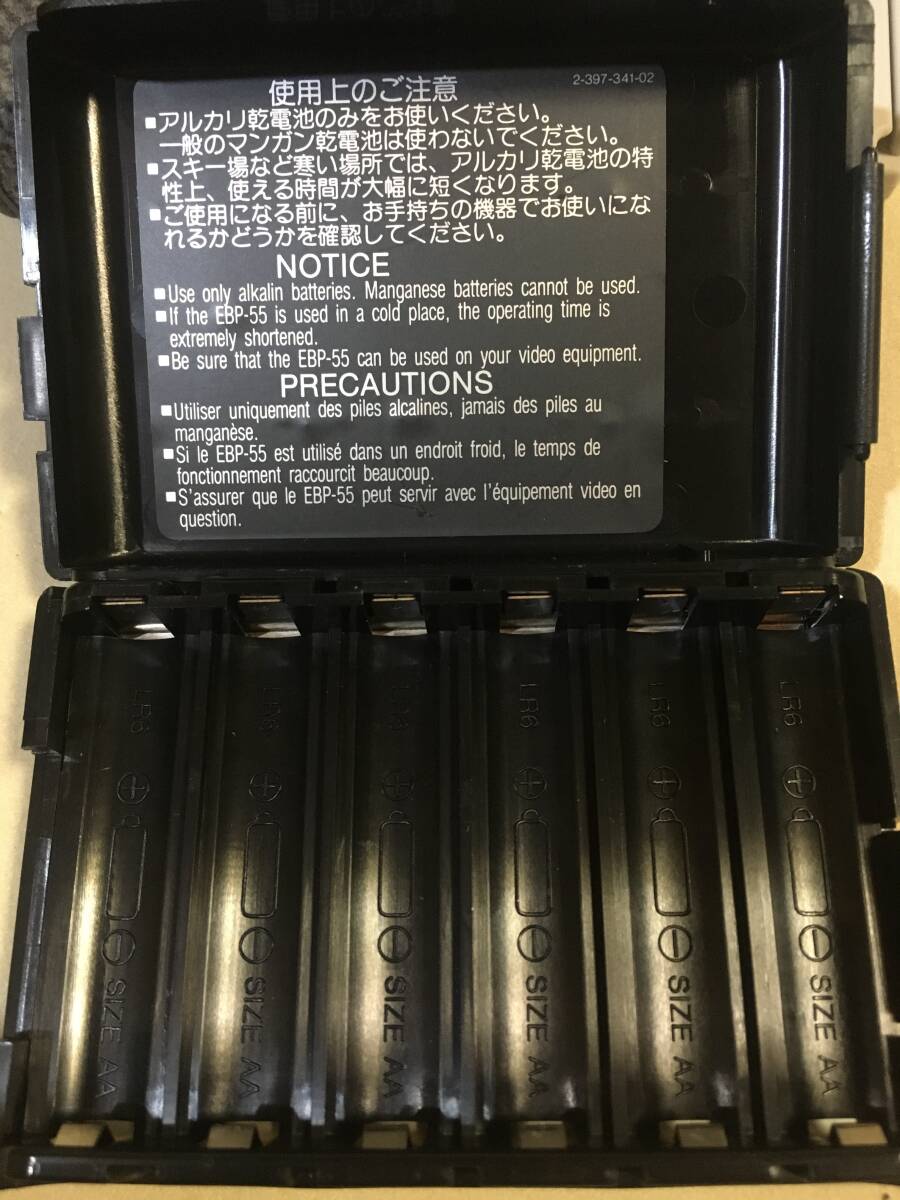 使用上のご注意
2-397-341-02
■アルカリ乾電池のみをお使いください。
一般のマンガン乾電池は使わないでください。
■スキー場など寒い場所では、アルカリ乾電池の特
性上、使える時間が大幅に短くなります。
■ご使用になる前に、お手持ちの機器でお使いにな
れるかどうかを確認してください。
NOTICE
■Use only alkalin batteries. Manganese batteries cannot be used.
■If the EBP-55 is used in a cold place, the operating time is
extremely shortened.
■Be sure that the EBP-55 can be used on your video equipment.
PRECAUTIONS
■Utiliser uniquement des piles alcalines, jamais des piles au
manganèse.
■Si le EBP-55 est utilisé dans un endroit froid, le temps de
fonctionnement raccourcit beaucoup.
■S'assurer que le EBP-55 peut servir avec l'équipement video en
question.
LR6 + - SIZE AA
LR6 + - SIZE AA
LR6 + - SIZE AA
LR6 + - SIZE AA
LR6 + - SIZE AA
LR6 + - SIZE AA